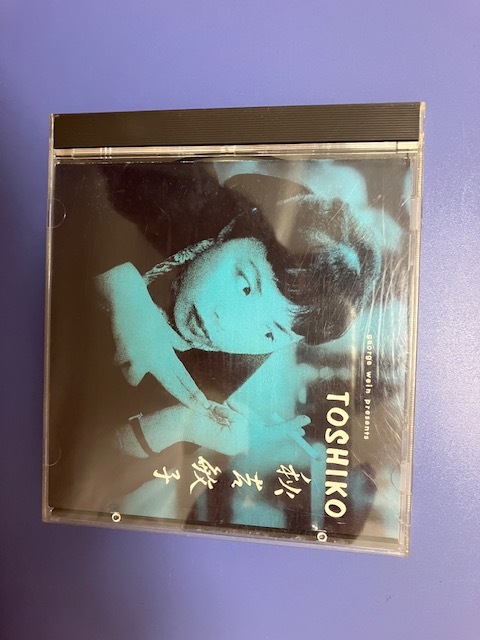 george wein presents
TOSHIKO
秋吉敏子